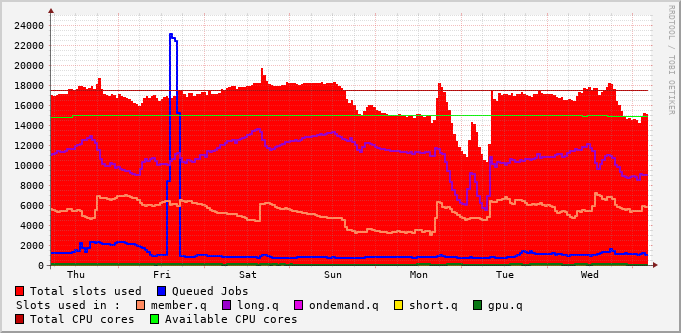 24000
22000
20000
18000
16000
14000
12000
10000
8000
6000
4000
2000
0
Thu Fri Sat Sun Mon Tue Wed
Total slots used Queued Jobs
Slots used in : member.q long.q ondemand.q short.q gpu.q
Total CPU cores Available CPU cores
RRDTOOL / TOBI OETIKER